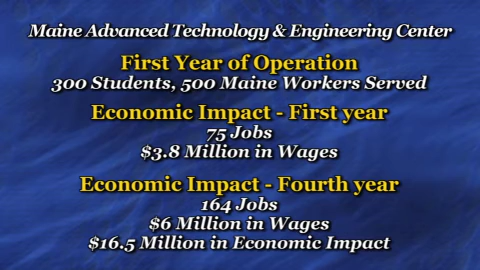 Maine Advanced Technology & Engineering Center
First Year of Operation
300 Students, 500 Maine Workers Served
Economic Impact - First year
75 Jobs
$3.8 Million in Wages
Economic Impact - Fourth year
164 Jobs
$6 Million in Wages
$16.5 Million in Economic Impact